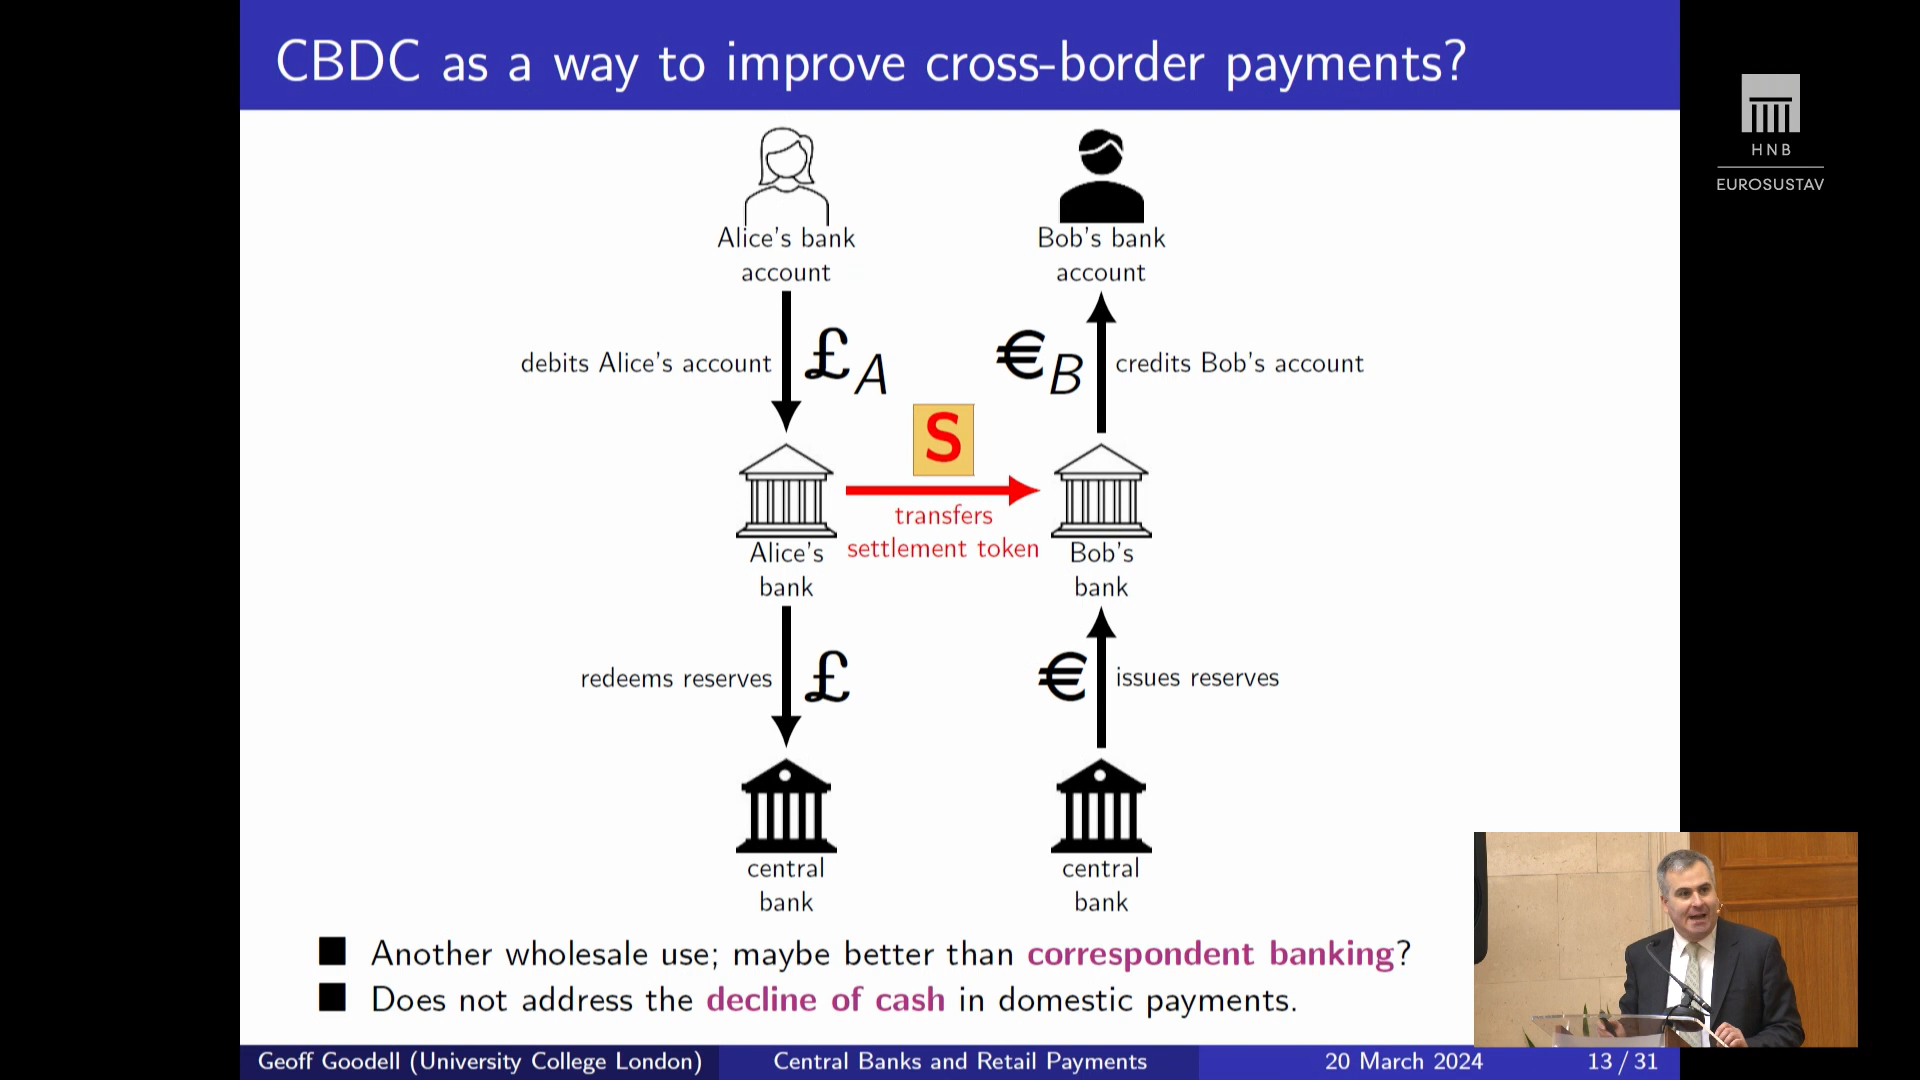 CBDC as a way to improve cross-border payments?
HNB
EUROSUSTAV
Alice's bank
account
Bob's bank
account
debits Alice's account
£A
€B
credits Bob's account
S
transfers
settlement token
Alice's
bank
Bob's
bank
redeems reserves
£
€
issues reserves
central
bank
central
bank
Another wholesale use; maybe better than correspondent banking?
Does not address the decline of cash in domestic payments.
Geoff Goodell (University College London)
Central Banks and Retail Payments
20 March 2024
13 / 31